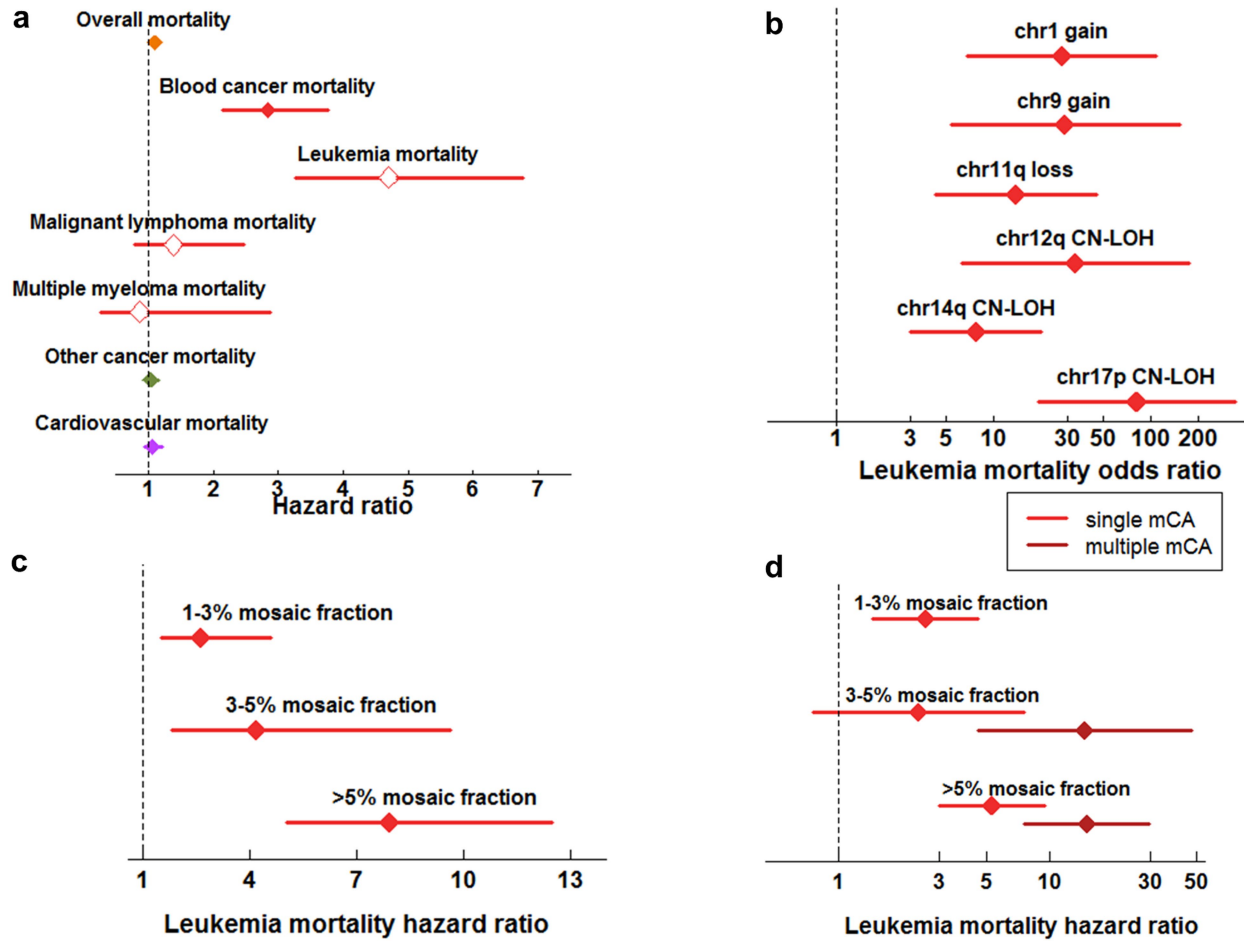 a
Overall mortality
Blood cancer mortality
Leukemia mortality
Malignant lymphoma mortality
Multiple myeloma mortality
Other cancer mortality
Cardiovascular mortality
1 2 3 4 5 6 7
Hazard ratio
b
chr1 gain
chr9 gain
chr11q loss
chr12q CN-LOH
chr14q CN-LOH
chr17p CN-LOH
1 3 5 10 30 50 100 200
Leukemia mortality odds ratio
single mCA
multiple mCA
c
1-3% mosaic fraction
3-5% mosaic fraction
>5% mosaic fraction
1 4 7 10 13
Leukemia mortality hazard ratio
d
1-3% mosaic fraction
3-5% mosaic fraction
>5% mosaic fraction
1 3 5 10 30 50
Leukemia mortality hazard ratio